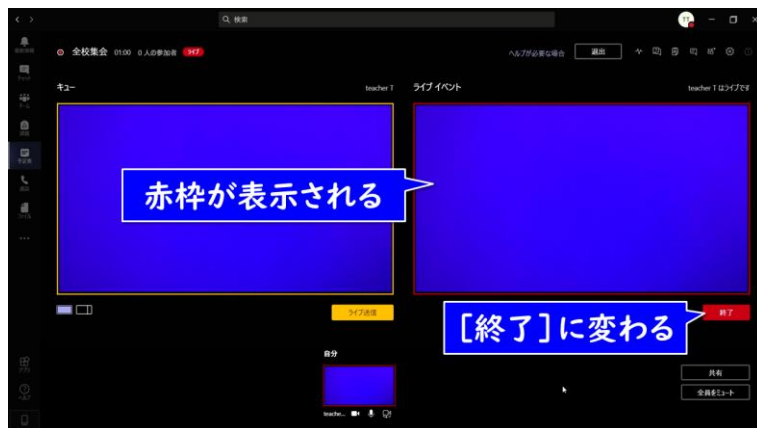 検索
TT
全校集会 01:00 0 人の参加者 ライブ
ヘルプが必要な場合 退出
キュー teacher T
ライブ イベント teacher T はライブです
赤枠が表示される
ライブ送信
終了
[終了]に変わる
自分
共有
全員をミュート
teache...